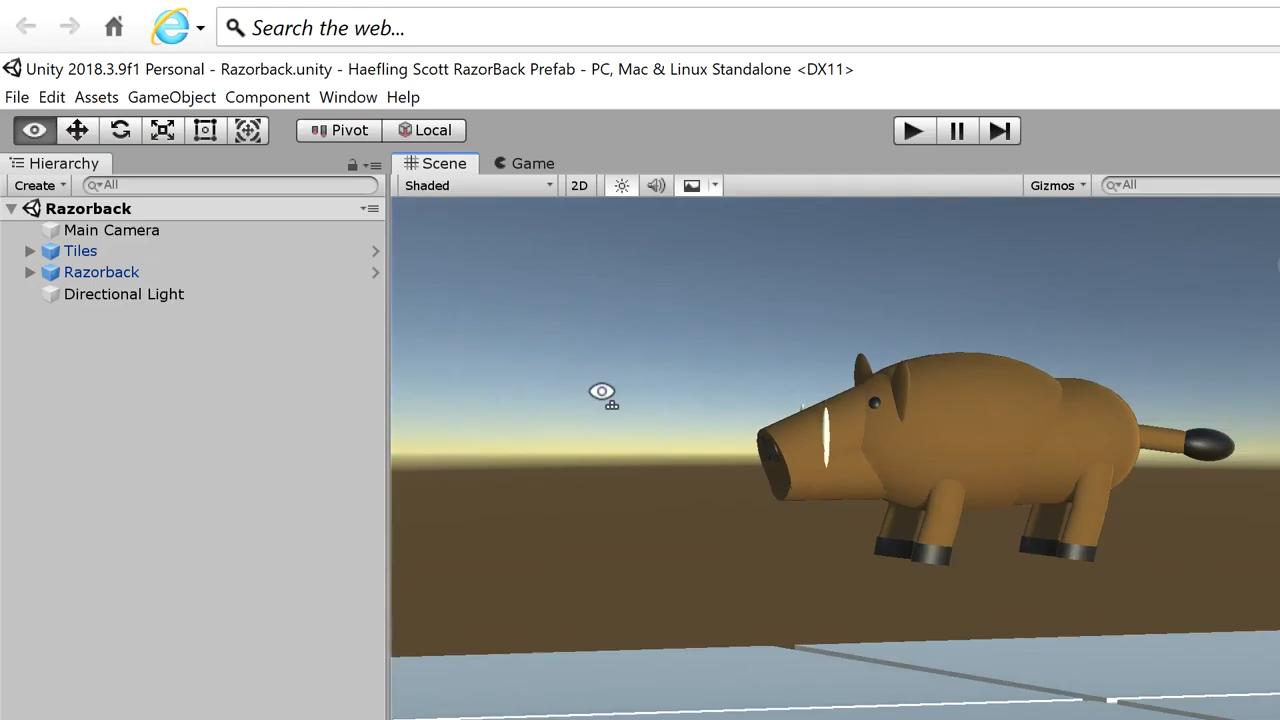 Search the web...
Unity 2018.3.9f1 Personal - Razorback.unity - Haefling Scott RazorBack Prefab - PC, Mac & Linux Standalone <DX11>
File Edit Assets GameObject Component Window Help
Pivot Local
Hierarchy Scene Game
Create All Shaded 2D Gizmos All
Razorback
Main Camera
Tiles
Razorback
Directional Light